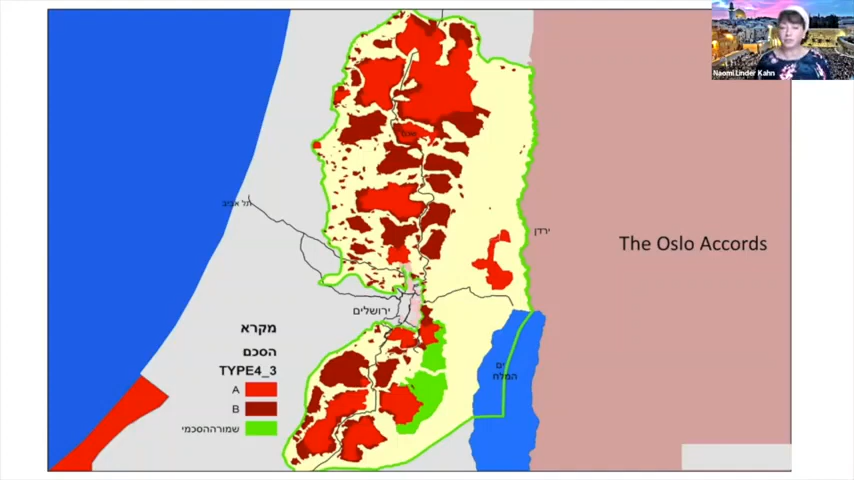 Naomi Linder Kahn
תל אביב
ירדן
The Oslo Accords
ירושלים
מקרא
הסכם
TYPE4_3
A
B
שמורההסכמי
ים
המלח